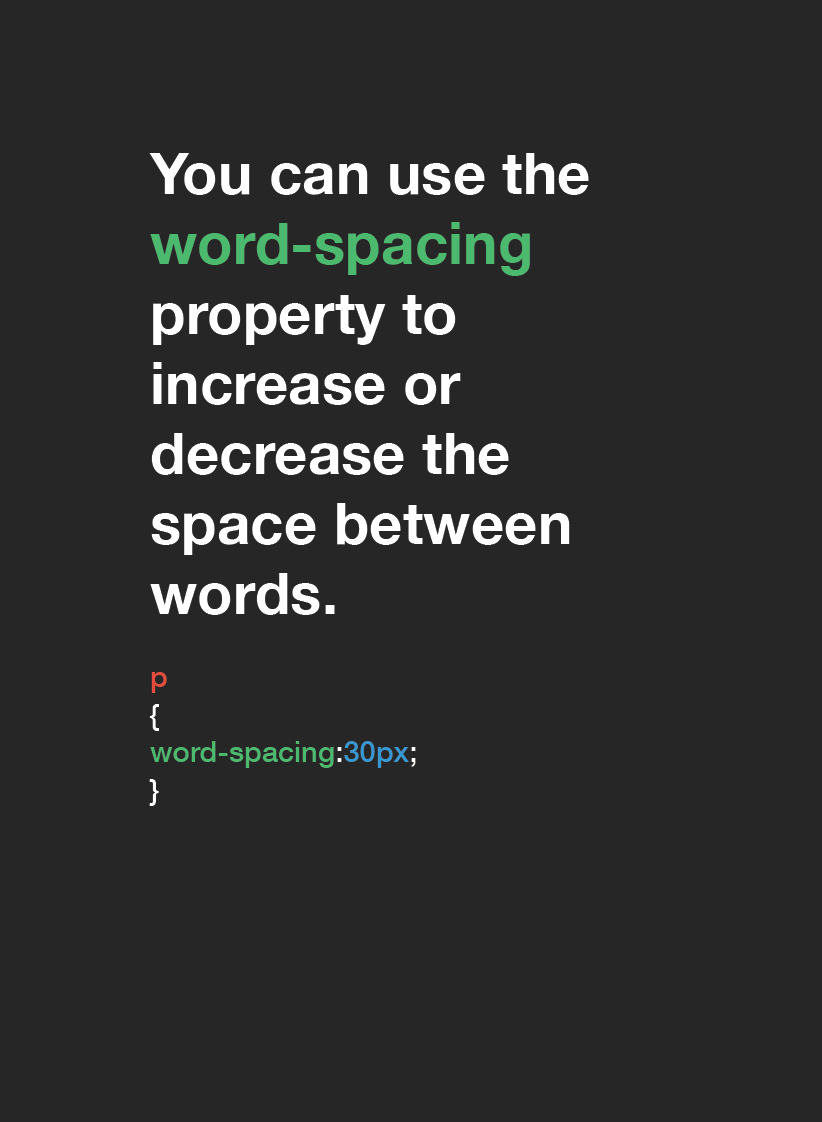 You can use the
word-spacing
property to
increase or
decrease the
space between
words.
p
{
word-spacing:30px;
}